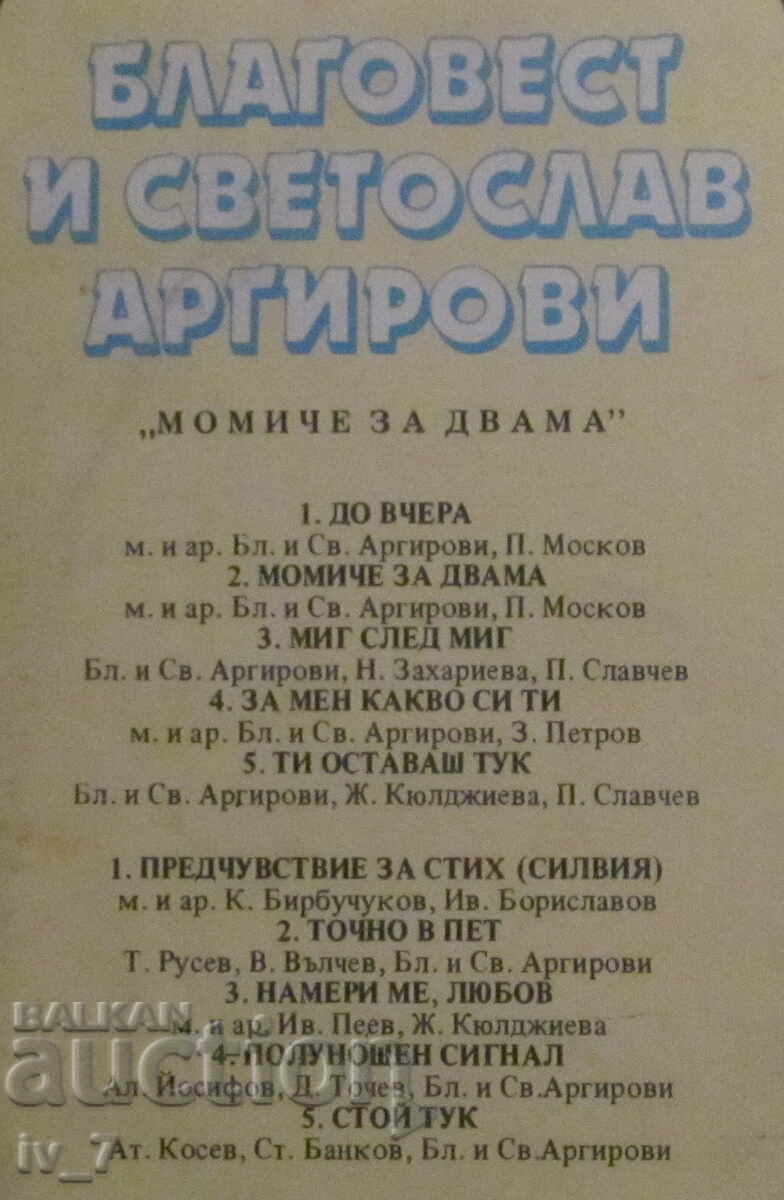 БЛАГОВЕСТ
И СВЕТОСЛАВ
АРГИРОВИ
„МОМИЧЕ ЗА ДВАМА”
1. ДО ВЧЕРА
м. и ар. Бл. и Св. Аргирови, П. Москов
2. МОМИЧЕ ЗА ДВАМА
м. и ар. Бл. и Св. Аргирови, П. Москов
3. МИГ СЛЕД МИГ
Бл. и Св. Аргирови, Н. Захариева, П. Славчев
4. ЗА МЕН КАКВО СИ ТИ
м. и ар. Бл. и Св. Аргирови, З. Петров
5. ТИ ОСТАВАШ ТУК
Бл. и Св. Аргирови, Ж. Кюлджиева, П. Славчев
1. ПРЕДЧУВСТВИЕ ЗА СТИХ (СИЛВИЯ)
м. и ар. К. Бирбучуков, Ив. Бориславов
2. ТОЧНО В ПЕТ
Т. Русев, В. Вълчев, Бл. и Св. Аргирови
3. НАМЕРИ МЕ, ЛЮБОВ
м. и ар. Ив. Пеев, Ж. Кюлджиева
4. ПОЛУНОЩЕН СИГНАЛ
Ал. Йосифов, Д. Точев, Бл. и Св.Аргирови
5. СТОЙ ТУК
Ат. Косев, Ст. Банков, Бл. и Св.Аргирови
BALKAN
auction
iv_7